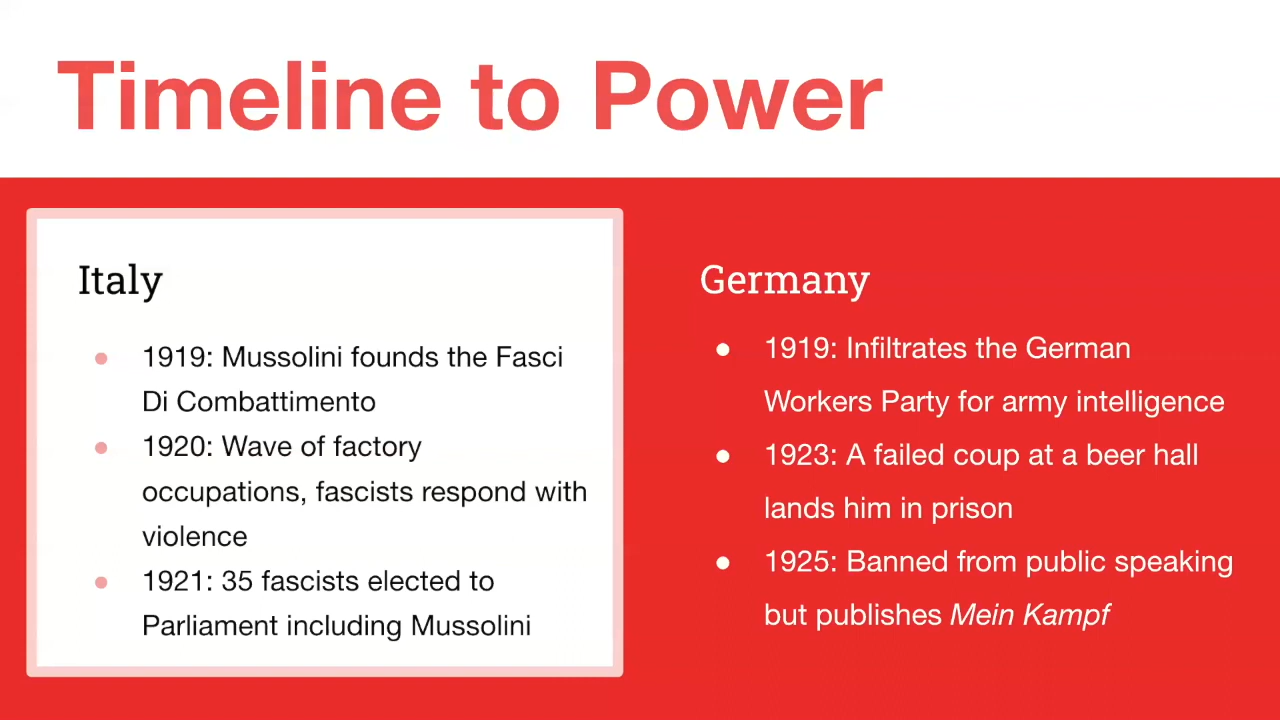 Timeline to Power
Italy
● 1919: Mussolini founds the Fasci
Di Combattimento
● 1920: Wave of factory
occupations, fascists respond with
violence
● 1921: 35 fascists elected to
Parliament including Mussolini
Germany
● 1919: Infiltrates the German
Workers Party for army intelligence
● 1923: A failed coup at a beer hall
lands him in prison
● 1925: Banned from public speaking
but publishes Mein Kampf